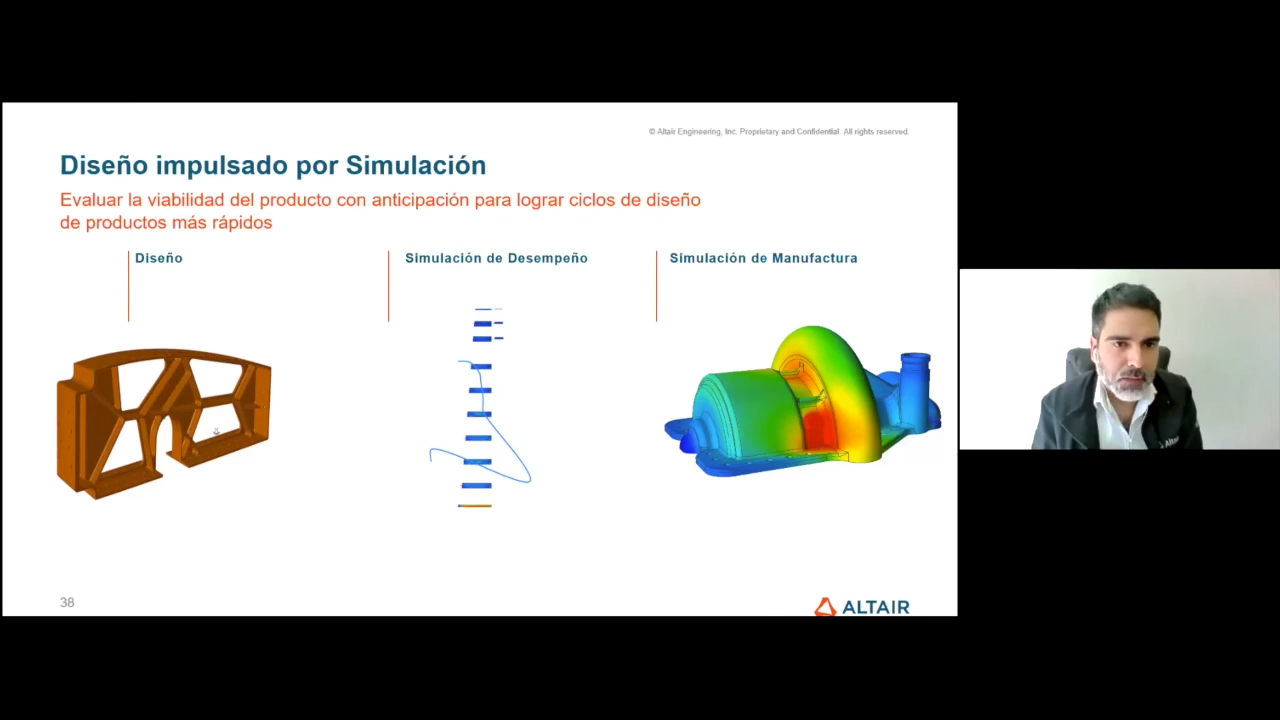 © Altair Engineering, Inc. Proprietary and Confidential. All rights reserved.
Diseño impulsado por Simulación
Evaluar la viabilidad del producto con anticipación para lograr ciclos de diseño
de productos más rápidos
Diseño
Simulación de Desempeño
Simulación de Manufactura
38
ALTAIR